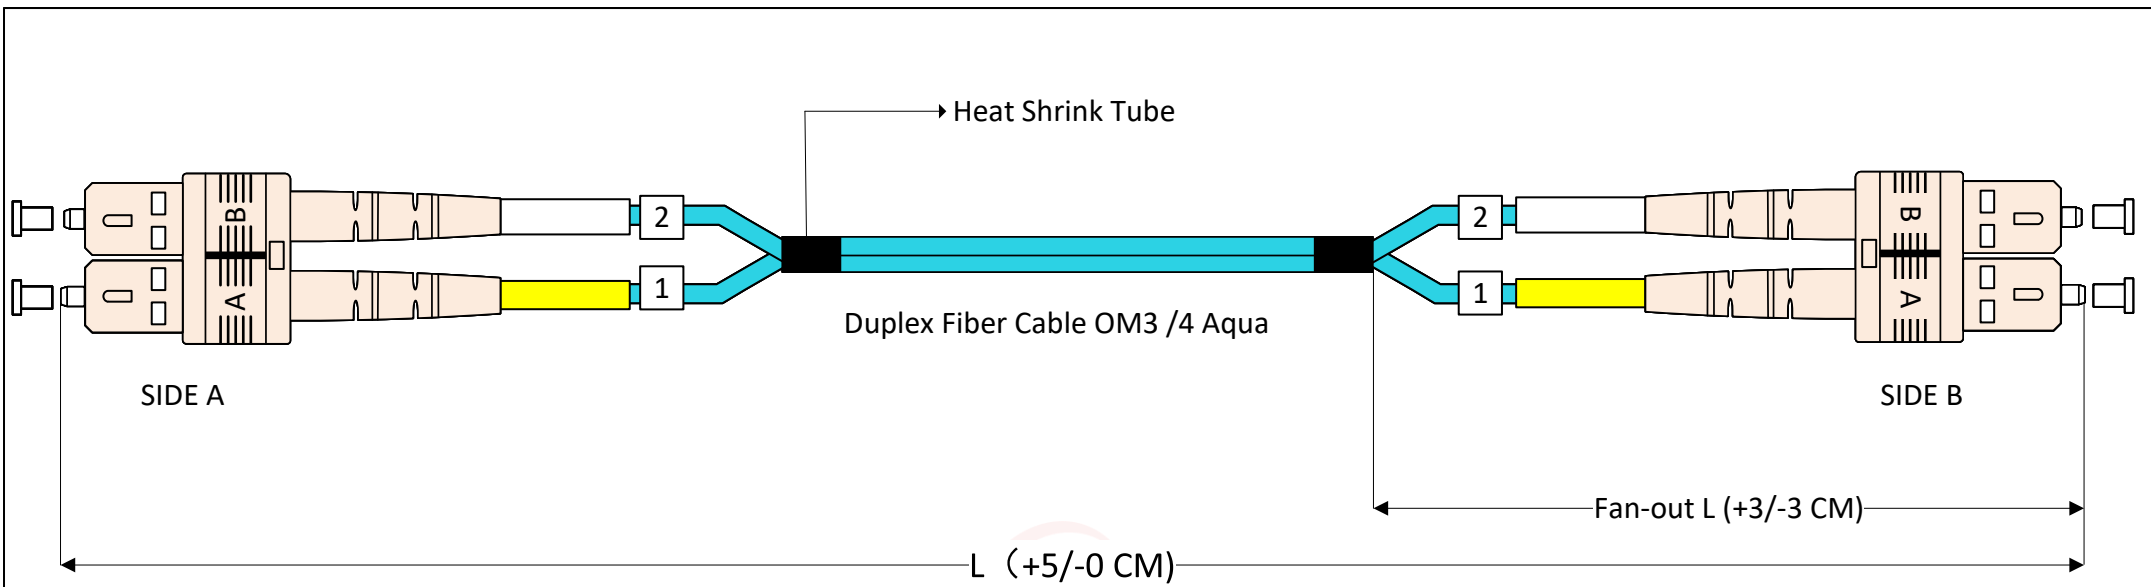 Heat Shrink Tube
B
2
2
B
A
1
1
A
Duplex Fiber Cable OM3 /4 Aqua
SIDE A
SIDE B
Fan-out L (+3/-3 CM)
L （+5/-0 CM)